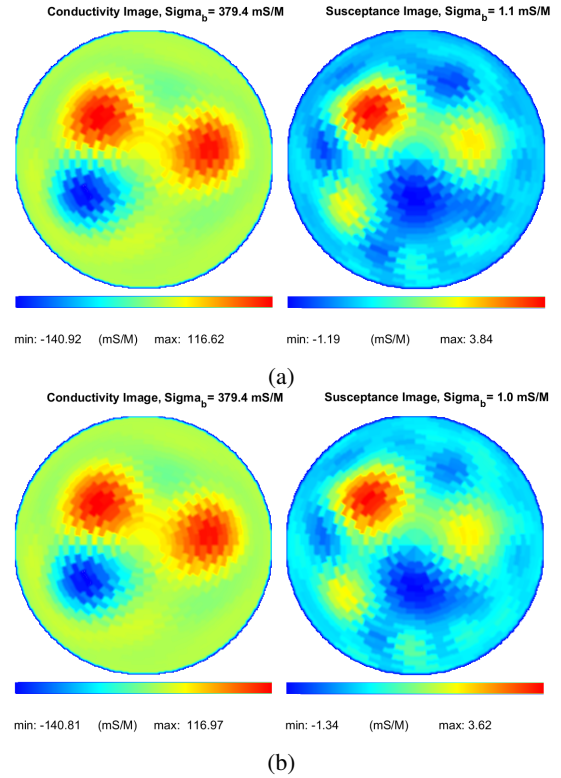 Conductivity Image, Sigma_b= 379.4 mS/M Susceptance Image, Sigma_b= 1.1 mS/M
min: -140.92 (mS/M) max: 116.62 min: -1.19 (mS/M) max: 3.84
(a)
Conductivity Image, Sigma_b= 379.4 mS/M Susceptance Image, Sigma_b= 1.0 mS/M
min: -140.81 (mS/M) max: 116.97 min: -1.34 (mS/M) max: 3.62
(b)